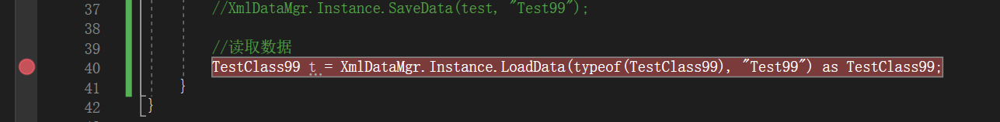 37 //XmlDataMgr.Instance.SaveData(test, "Test99");
38
39 //读取数据
40 TestClass99 t = XmlDataMgr.Instance.LoadData(typeof(TestClass99), "Test99") as TestClass99;
41 }
42 }